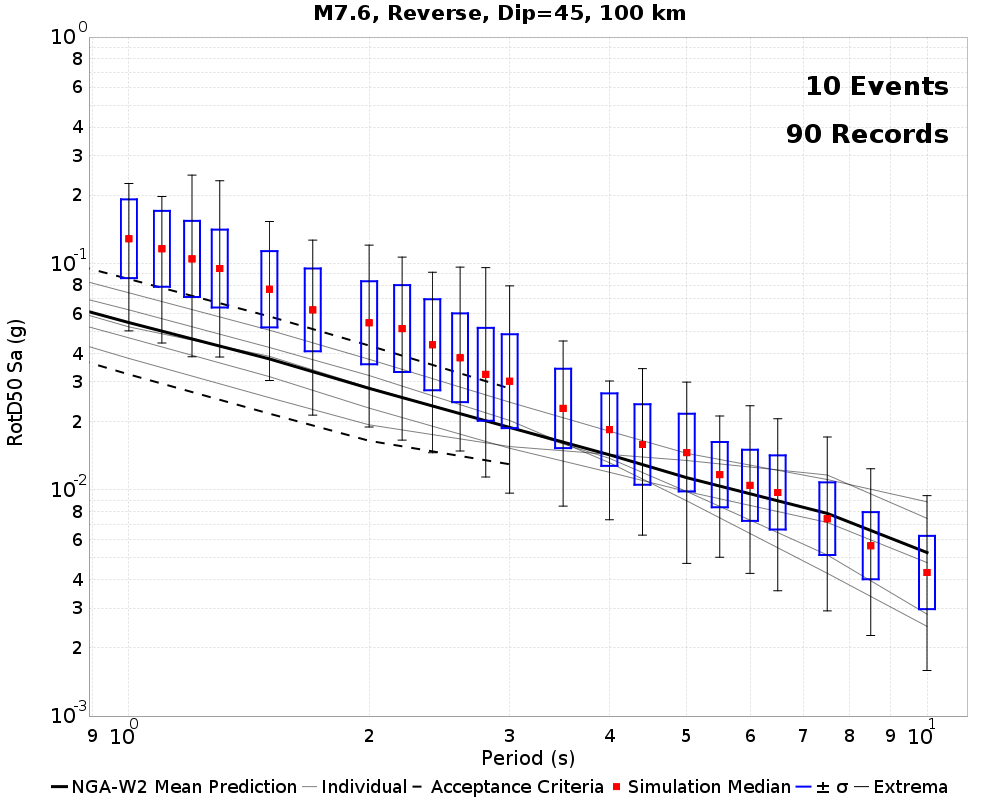 M7.6, Reverse, Dip=45, 100 km
10 Events
90 Records
RotD50 Sa (g)
10^0
8
6
4
3
2
10^-1
8
6
4
3
2
10^-2
8
6
4
3
2
10^-3
9 10^0 2 3 4 5 6 7 8 9 10^1
Period (s)
NGA-W2 Mean Prediction Individual Acceptance Criteria Simulation Median ± σ Extrema